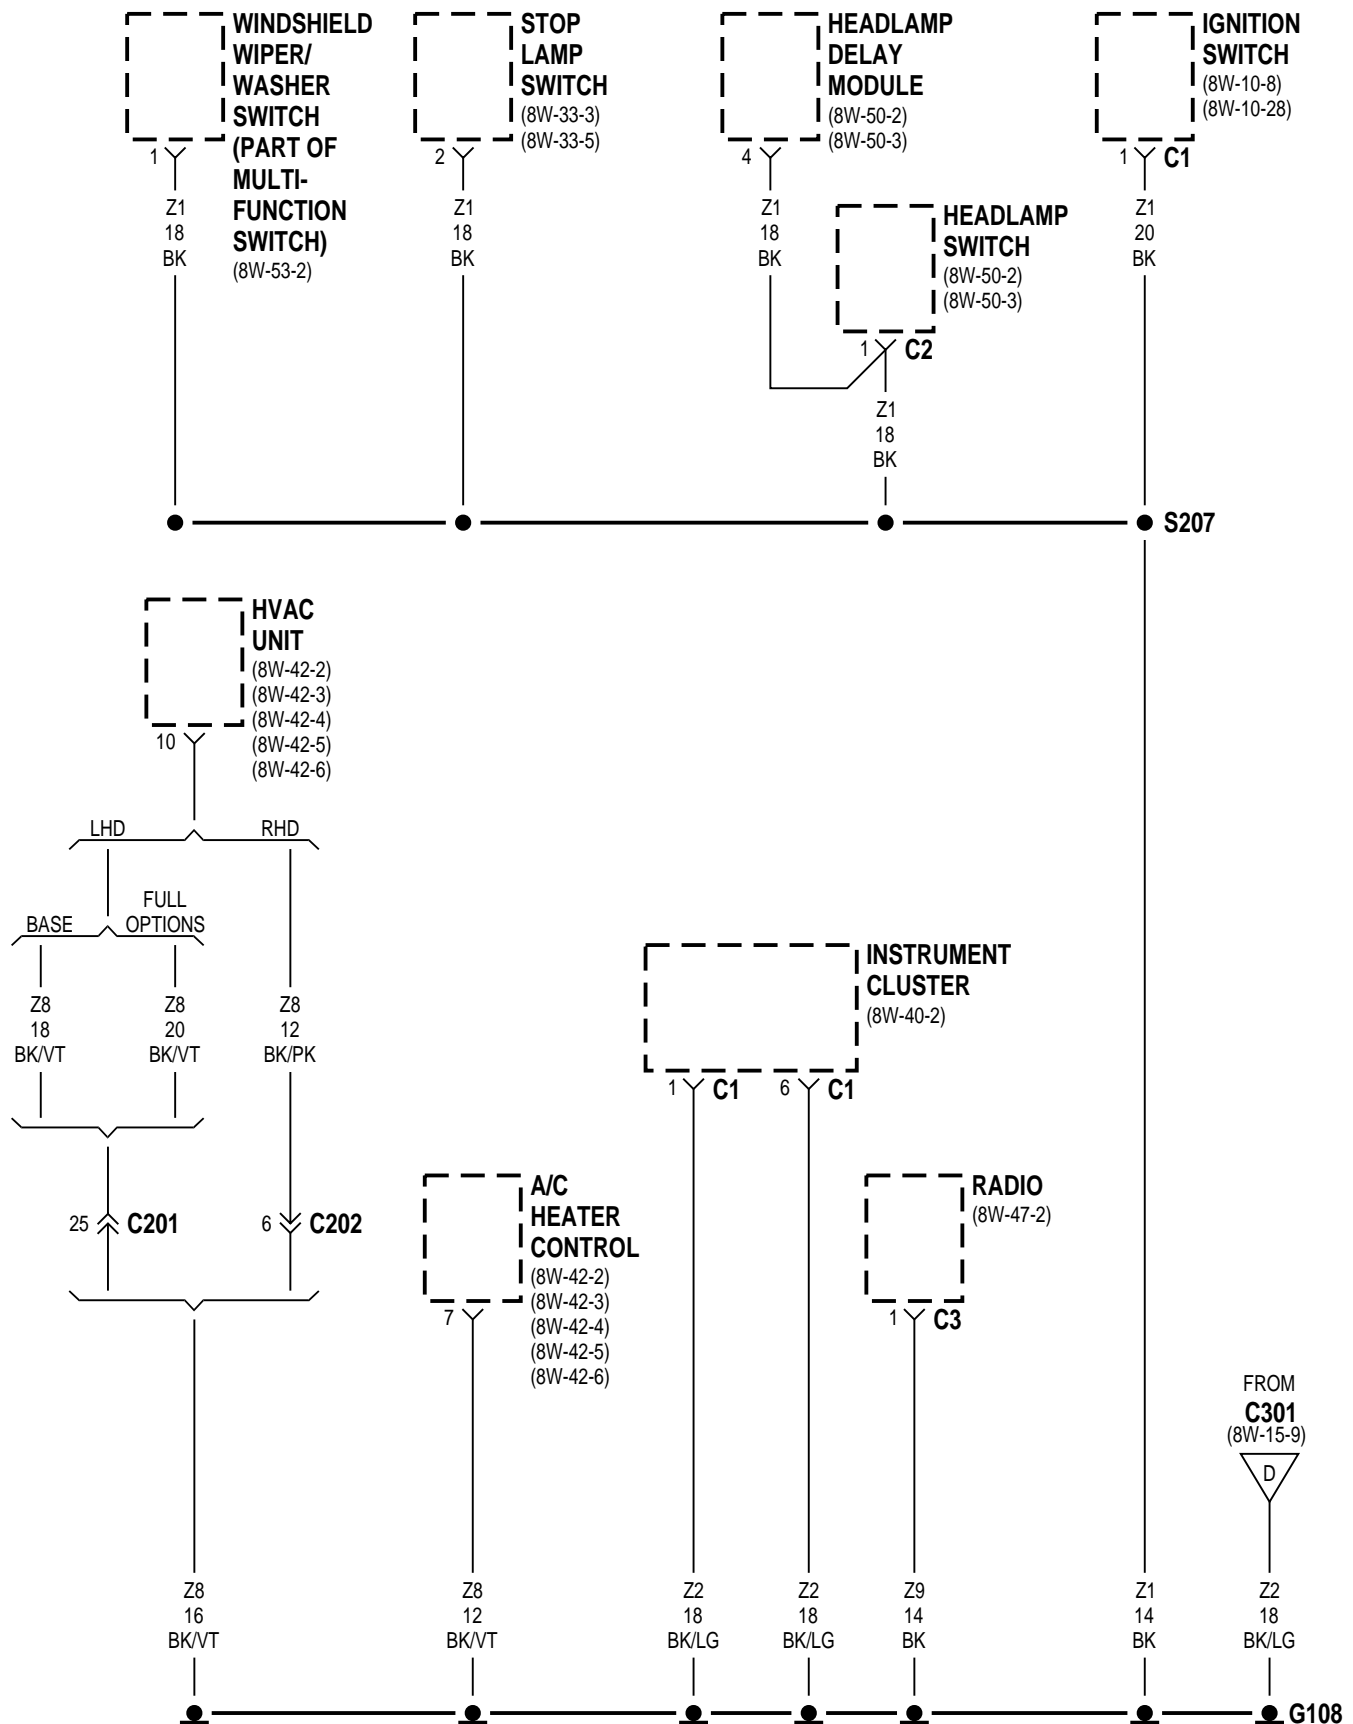 WINDSHIELD
WIPER/
WASHER
SWITCH
(PART OF
MULTI-
FUNCTION
SWITCH)
(8W-53-2)
1
Z1
18
BK
STOP
LAMP
SWITCH
(8W-33-3)
(8W-33-5)
2
Z1
18
BK
HEADLAMP
DELAY
MODULE
(8W-50-2)
(8W-50-3)
4
Z1
18
BK
HEADLAMP
SWITCH
(8W-50-2)
(8W-50-3)
1 C2
Z1
18
BK
IGNITION
SWITCH
(8W-10-8)
(8W-10-28)
1 C1
Z1
20
BK
S207
HVAC
UNIT
(8W-42-2)
(8W-42-3)
(8W-42-4)
(8W-42-5)
(8W-42-6)
10
LHD RHD
BASE
FULL
OPTIONS
Z8
18
BK/VT
Z8
20
BK/VT
Z8
12
BK/PK
25 C201
6 C202
A/C
HEATER
CONTROL
(8W-42-2)
(8W-42-3)
(8W-42-4)
(8W-42-5)
(8W-42-6)
7
INSTRUMENT
CLUSTER
(8W-40-2)
1 C1
6 C1
RADIO
(8W-47-2)
1 C3
FROM
C301
(8W-15-9)
D
Z8
16
BK/VT
Z8
12
BK/VT
Z2
18
BK/LG
Z2
18
BK/LG
Z9
14
BK
Z1
14
BK
Z2
18
BK/LG
G108